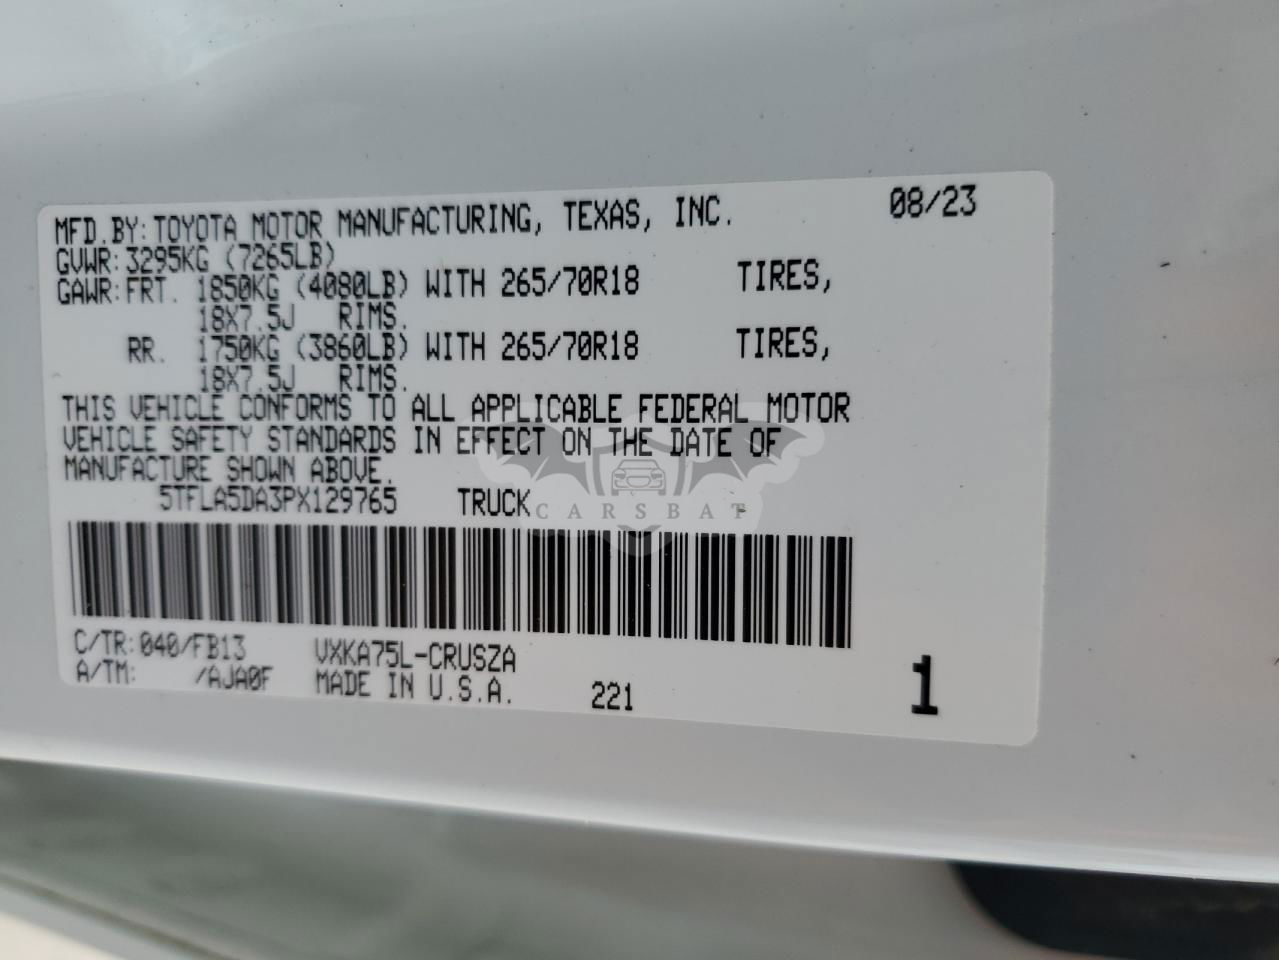 MFD.BY:TOYOTA MOTOR MANUFACTURING, TEXAS, INC. 08/23
GVWR:3295KG (7265LB)
GAWR:FRT. 1850KG (4080LB) WITH 265/70R18 TIRES,
18X7.5J RIMS.
RR. 1750KG (3860LB) WITH 265/70R18 TIRES,
18X7.5J RIMS.
THIS VEHICLE CONFORMS TO ALL APPLICABLE FEDERAL MOTOR
VEHICLE SAFETY STANDARDS IN EFFECT ON THE DATE OF
MANUFACTURE SHOWN ABOVE.
5TFLA5DA3PX129765 TRUCK
CARSBAT
C/TR:040/FB13 VXKA75L-CRUSZA
A/TM: /AJA0F MADE IN U.S.A. 221 1